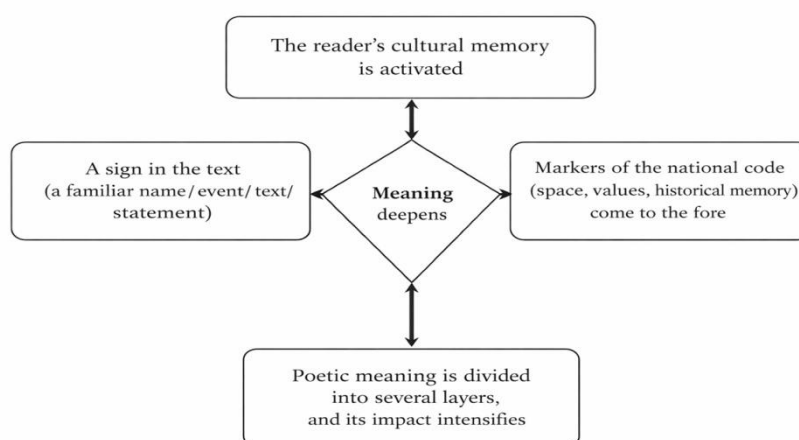 The reader’s cultural memory
is activated
A sign in the text
(a familiar name/event/text/
statement)
Meaning
deepens
Markers of the national code
(space, values, historical memory)
come to the fore
Poetic meaning is divided
into several layers,
and its impact intensifies